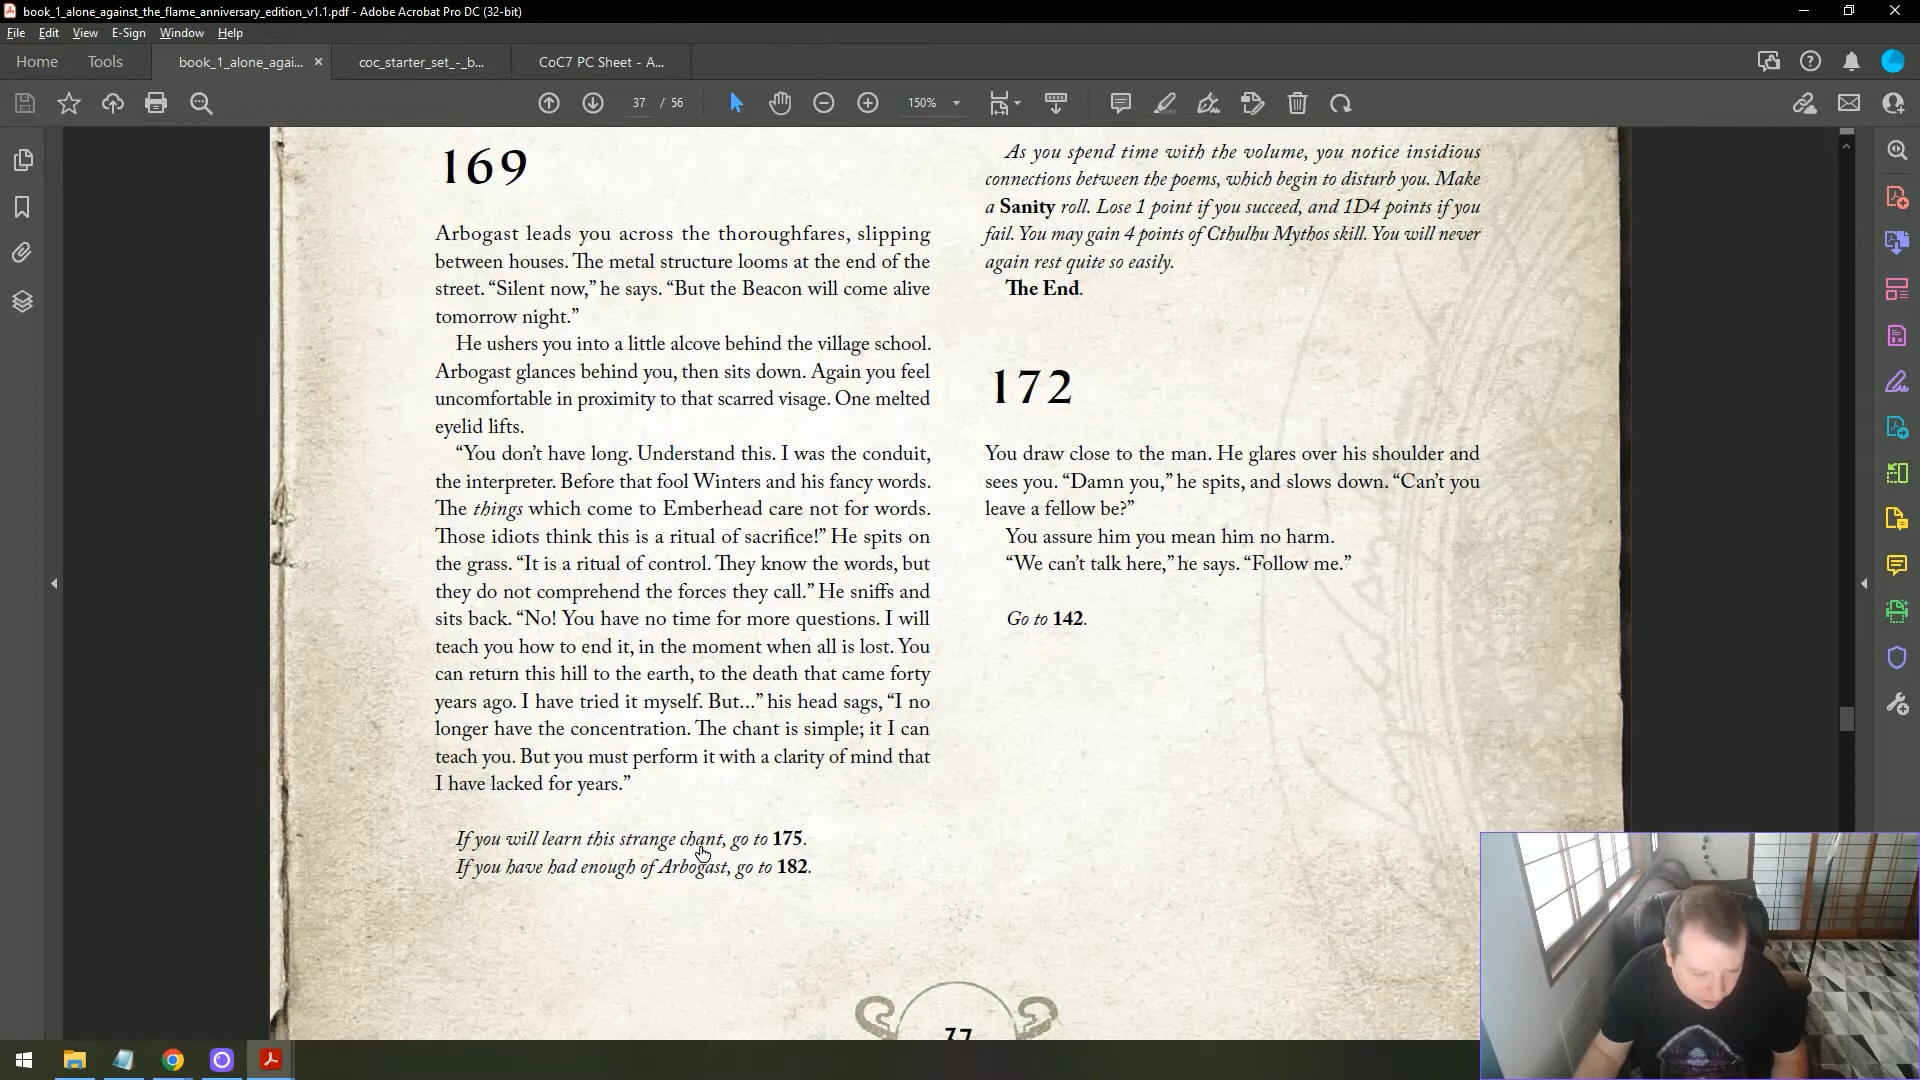 book_1_alone_against_the_flame_anniversary_edition_v1.1.pdf - Adobe Acrobat Pro DC (32-bit)
File Edit View E-Sign Window Help
Home Tools book_1_alone_agai... × coc_starter_set_-_b... CoC7 PC Sheet - A...
37 / 56 150%
169
Arbogast leads you across the thoroughfares, slipping
between houses. The metal structure looms at the end of the
street. “Silent now,” he says. “But the Beacon will come alive
tomorrow night.”
He ushers you into a little alcove behind the village school.
Arbogast glances behind you, then sits down. Again you feel
uncomfortable in proximity to that scarred visage. One melted
eyelid lifts.
“You don’t have long. Understand this. I was the conduit,
the interpreter. Before that fool Winters and his fancy words.
The things which come to Emberhead care not for words.
Those idiots think this is a ritual of sacrifice!” He spits on
the grass. “It is a ritual of control. They know the words, but
they do not comprehend the forces they call.” He sniffs and
sits back. “No! You have no time for more questions. I will
teach you how to end it, in the moment when all is lost. You
can return this hill to the earth, to the death that came forty
years ago. I have tried it myself. But...” his head sags, “I no
longer have the concentration. The chant is simple; it I can
teach you. But you must perform it with a clarity of mind that
I have lacked for years.”
If you will learn this strange chant, go to 175.
If you have had enough of Arbogast, go to 182.
As you spend time with the volume, you notice insidious
connections between the poems, which begin to disturb you. Make
a Sanity roll. Lose 1 point if you succeed, and 1D4 points if you
fail. You may gain 4 points of Cthulhu Mythos skill. You will never
again rest quite so easily.
The End.
172
You draw close to the man. He glares over his shoulder and
sees you. “Damn you,” he spits, and slows down. “Can’t you
leave a fellow be?”
You assure him you mean him no harm.
“We can’t talk here,” he says. “Follow me.”
Go to 142.
37